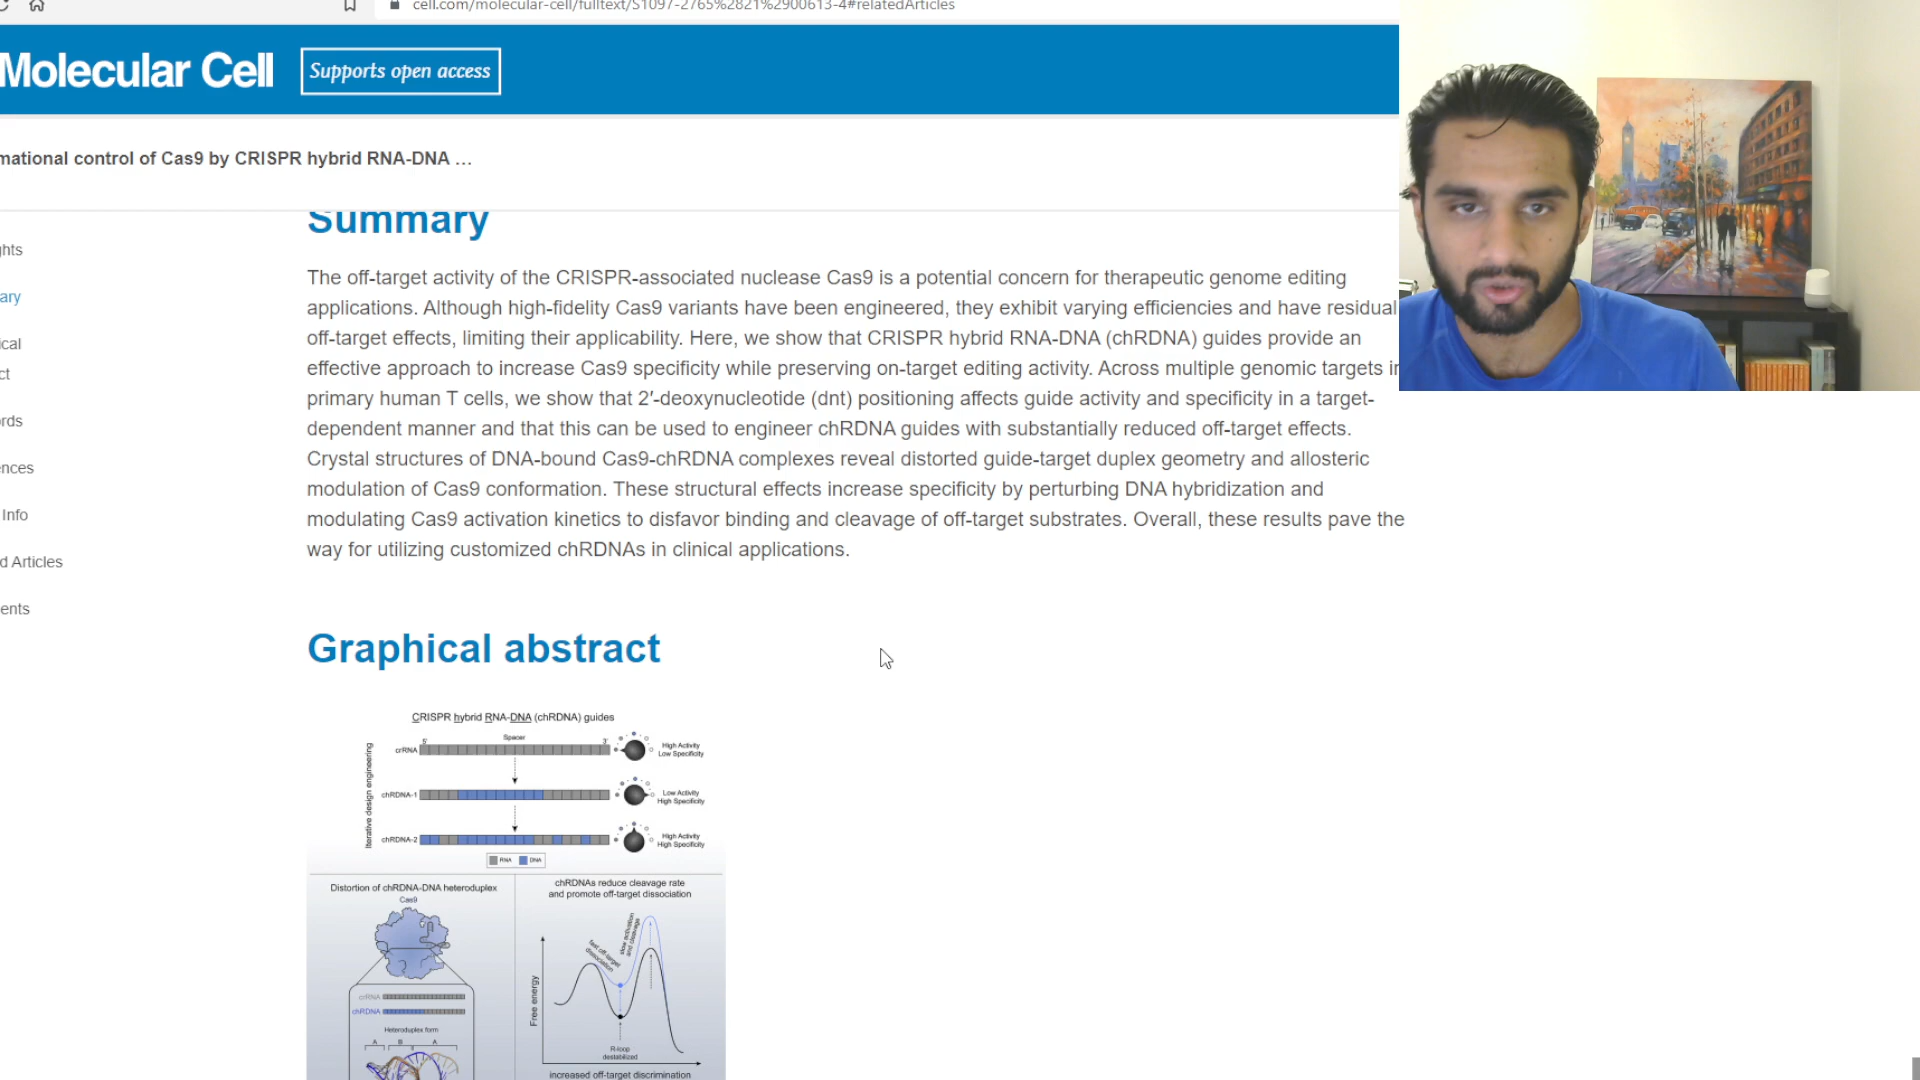 cell.com/molecular-cell/fulltext/S1097-2765%2821%2900613-4#relatedArticles
Molecular Cell
Supports open access
mational control of Cas9 by CRISPR hybrid RNA-DNA ...
ghts
ary
ical
ct
rds
nces
Info
d Articles
ents
Summary
The off-target activity of the CRISPR-associated nuclease Cas9 is a potential concern for therapeutic genome editing
applications. Although high-fidelity Cas9 variants have been engineered, they exhibit varying efficiencies and have residual
off-target effects, limiting their applicability. Here, we show that CRISPR hybrid RNA-DNA (chRDNA) guides provide an
effective approach to increase Cas9 specificity while preserving on-target editing activity. Across multiple genomic targets in
primary human T cells, we show that 2′-deoxynucleotide (dnt) positioning affects guide activity and specificity in a target-
dependent manner and that this can be used to engineer chRDNA guides with substantially reduced off-target effects.
Crystal structures of DNA-bound Cas9-chRDNA complexes reveal distorted guide-target duplex geometry and allosteric
modulation of Cas9 conformation. These structural effects increase specificity by perturbing DNA hybridization and
modulating Cas9 activation kinetics to disfavor binding and cleavage of off-target substrates. Overall, these results pave the
way for utilizing customized chRDNAs in clinical applications.
Graphical abstract
CRISPR hybrid RNA-DNA (chRDNA) guides
Iterative design engineering
5' Spacer 3'
crRNA
High Activity
Low Specificity
chRDNA-1
Low Activity
High Specificity
chRDNA-2
High Activity
High Specificity
RNA DNA
Distortion of chRDNA-DNA heteroduplex
Cas9
crRNA
chRDNA
Heteroduplex form
A B A
chRDNAs reduce cleavage rate
and promote off-target dissociation
Free energy
fast off-target
dissociation
slow activation
and cleavage
R-loop
destabilized
increased off-target discrimination